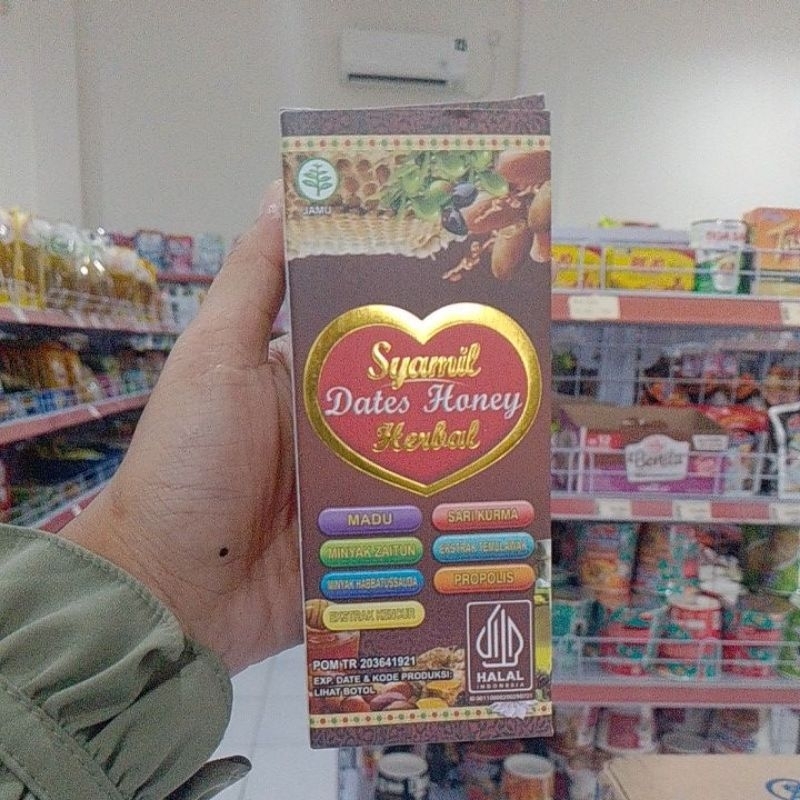 JAMU
Syamil
Dates Honey
Herbal
MADU
SARI KURMA
MINYAK ZAITUN
EKSTRAK TEMULAWAK
MINYAK HABBATUSSAUDA
PROPOLIS
EKSTRAK KENCUR
POM TR 203641921
EXP. DATE & KODE PRODUKSI:
LIHAT BOTOL
HALAL
INDONESIA